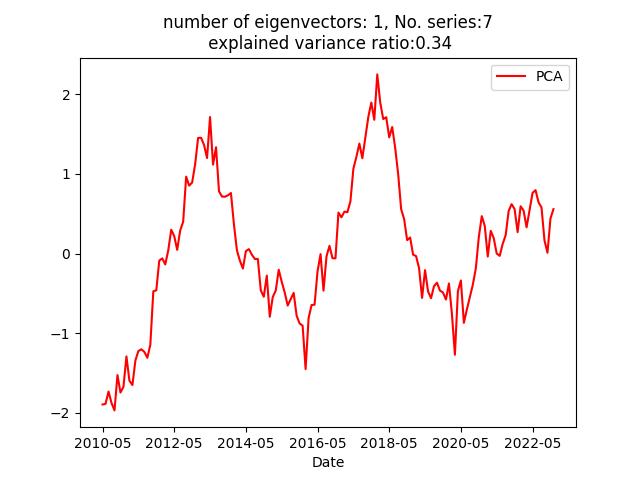 number of eigenvectors: 1, No. series:7
explained variance ratio:0.34
PCA
2
1
0
−1
−2
2010-05 2012-05 2014-05 2016-05 2018-05 2020-05 2022-05
Date